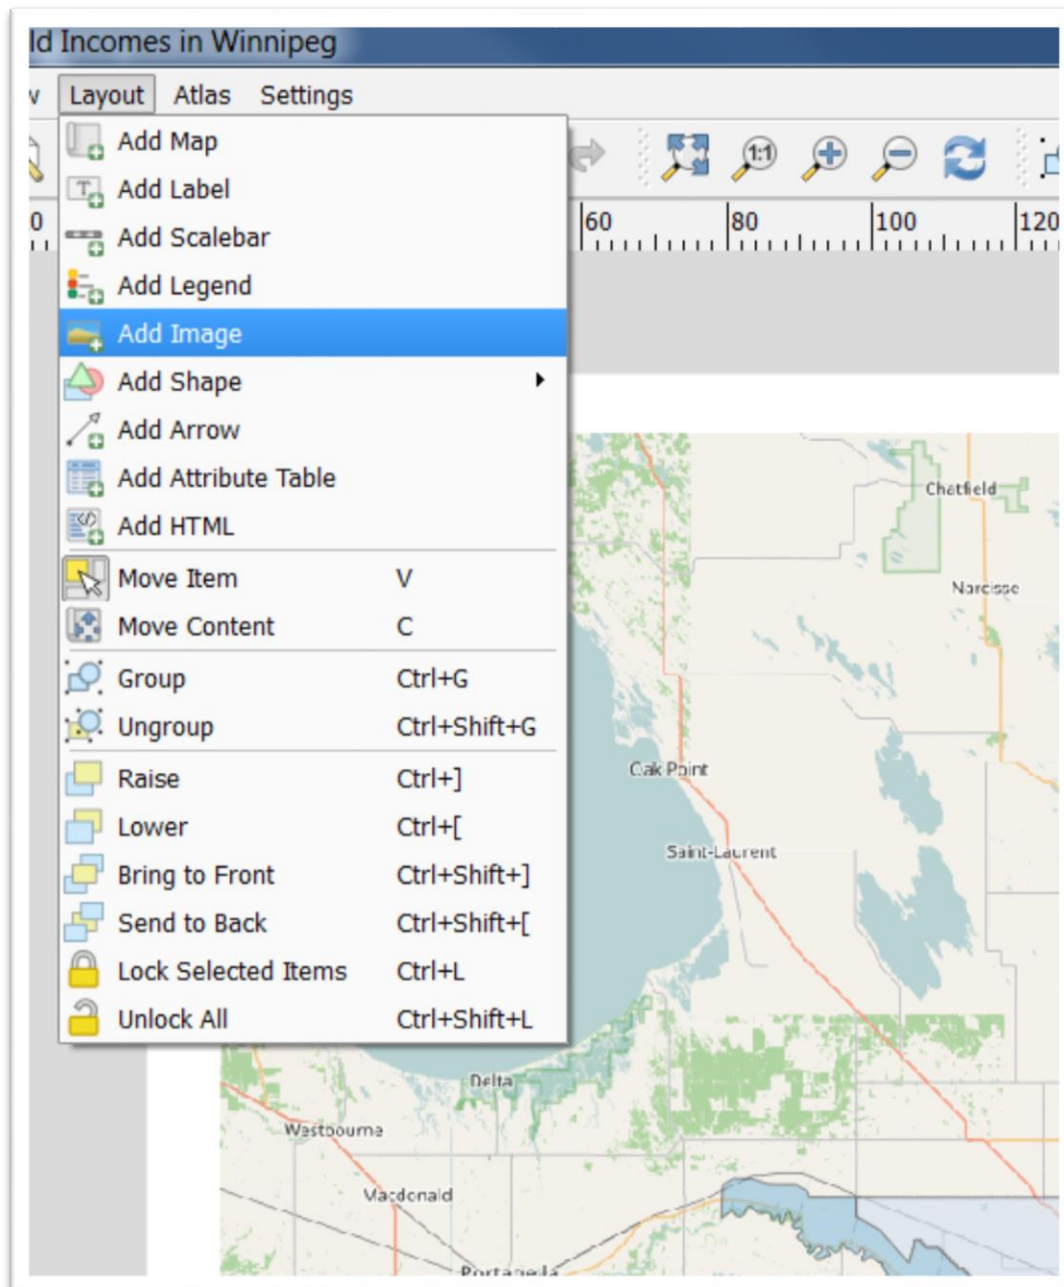 ld Incomes in Winnipeg
Layout Atlas Settings
Add Map
1:1
Add Label
0 60 80 100 120
Add Scalebar
Add Legend
Add Image
Add Shape
Add Arrow
Add Attribute Table
Add HTML
Move Item V
Move Content C
Group Ctrl+G
Ungroup Ctrl+Shift+G
Raise Ctrl+]
Lower Ctrl+[
Bring to Front Ctrl+Shift+]
Send to Back Ctrl+Shift+[
Lock Selected Items Ctrl+L
Unlock All Ctrl+Shift+L
Chatfield
Narcisse
Oak Point
Saint-Laurent
Delta
Westbourne
Macdonald